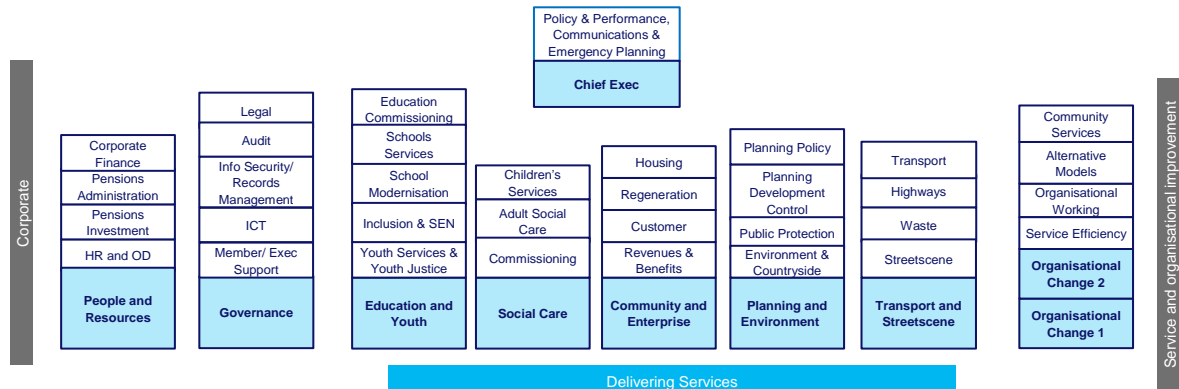 Policy & Performance,
Communications &
Emergency Planning
Chief Exec
Corporate
Corporate
Finance
Pensions
Administration
Pensions
Investment
HR and OD
People and
Resources
Legal
Audit
Info Security/
Records
Management
ICT
Member/ Exec
Support
Governance
Education
Commissioning
Schools
Services
School
Modernisation
Inclusion & SEN
Youth Services &
Youth Justice
Education and
Youth
Children's
Services
Adult Social
Care
Commissioning
Social Care
Housing
Regeneration
Customer
Revenues &
Benefits
Community and
Enterprise
Planning Policy
Planning
Development
Control
Public Protection
Environment &
Countryside
Planning and
Environment
Transport
Highways
Waste
Streetscene
Transport and
Streetscene
Community
Services
Alternative
Models
Organisational
Working
Service Efficiency
Organisational
Change 2
Organisational
Change 1
Service and organisational improvement
Delivering Services